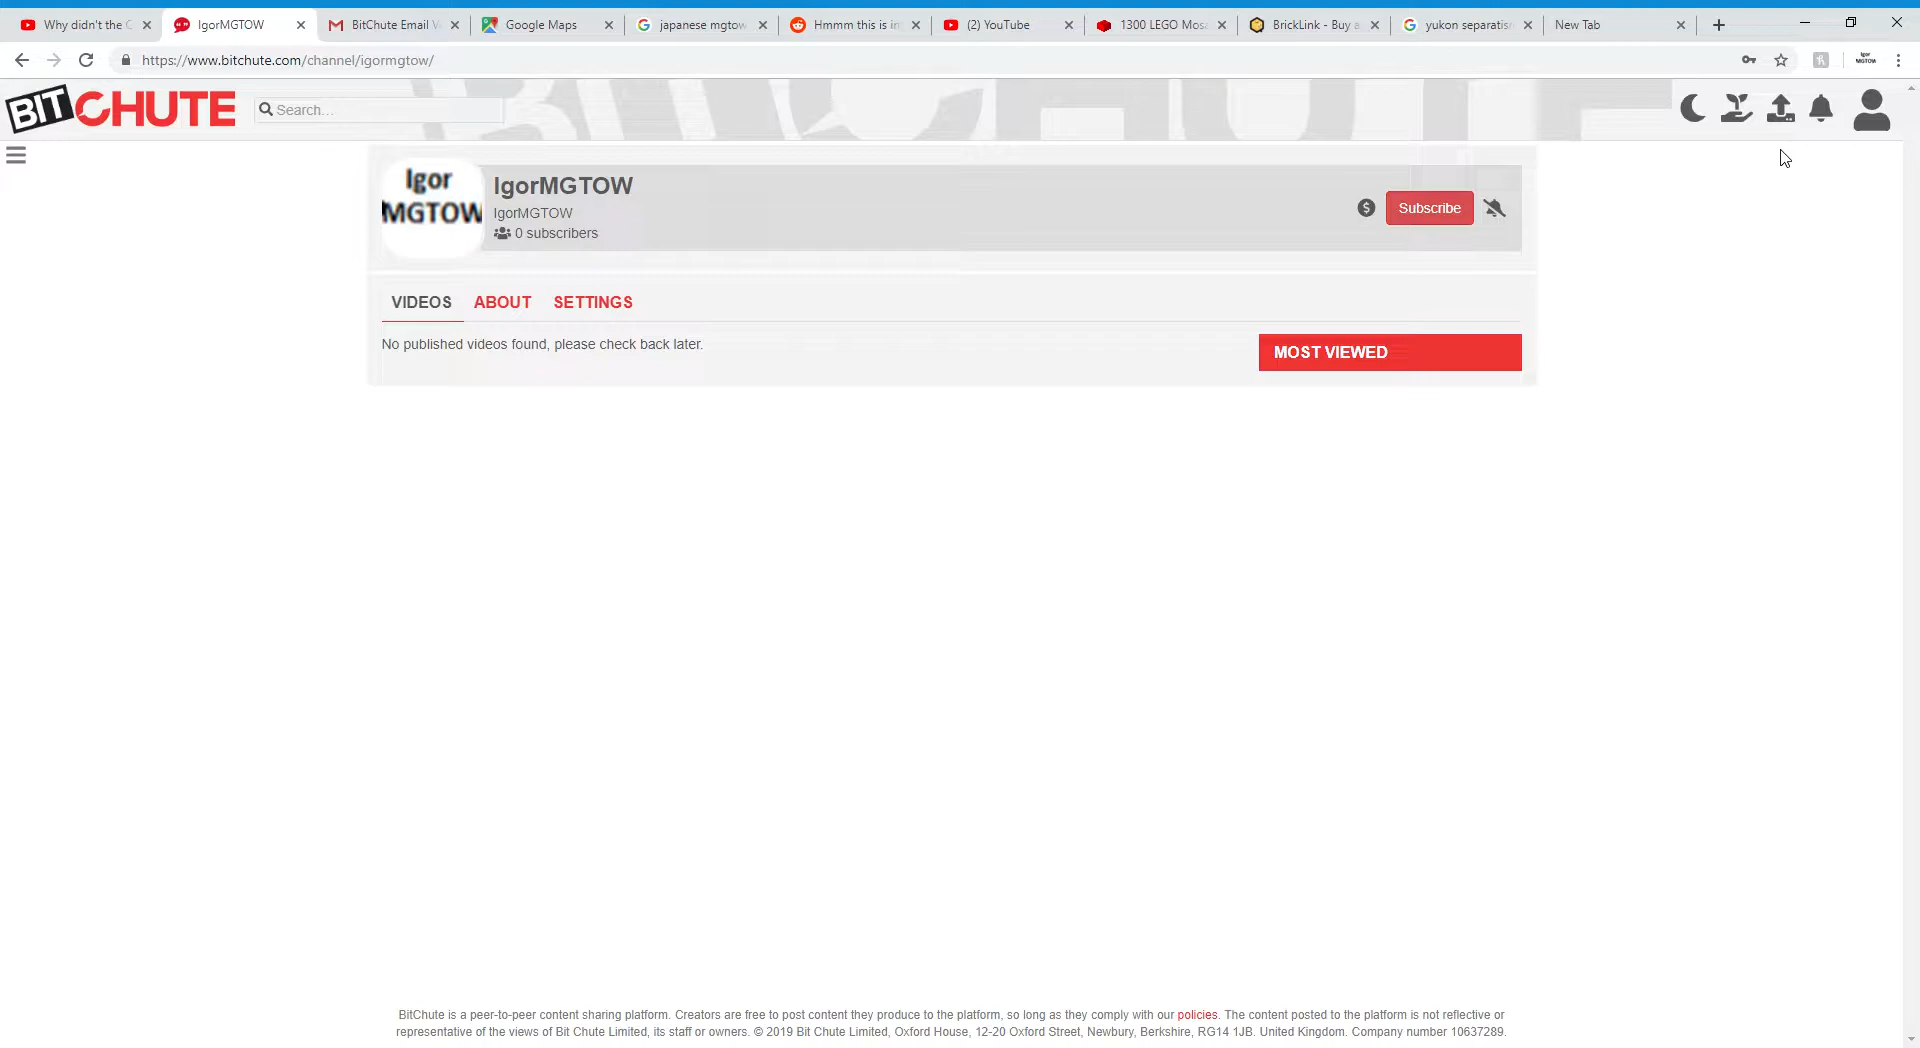 Why didn't the C
IgorMGTOW
BitChute Email V
Google Maps
japanese mgtow
Hmmm this is in
(2) YouTube
1300 LEGO Mosa
BrickLink - Buy a
yukon separatis
New Tab
https://www.bitchute.com/channel/igormgtow/
Igor
MGTOW
BITCHUTE
Search...
BITCHUTE
Igor
MGTOW
IgorMGTOW
IgorMGTOW
0 subscribers
Subscribe
VIDEOS
ABOUT
SETTINGS
No published videos found, please check back later.
MOST VIEWED
BitChute is a peer-to-peer content sharing platform. Creators are free to post content they produce to the platform, so long as they comply with our policies. The content posted to the platform is not reflective or
representative of the views of Bit Chute Limited, its staff or owners. © 2019 Bit Chute Limited, Oxford House, 12-20 Oxford Street, Newbury, Berkshire, RG14 1JB. United Kingdom. Company number 10637289.